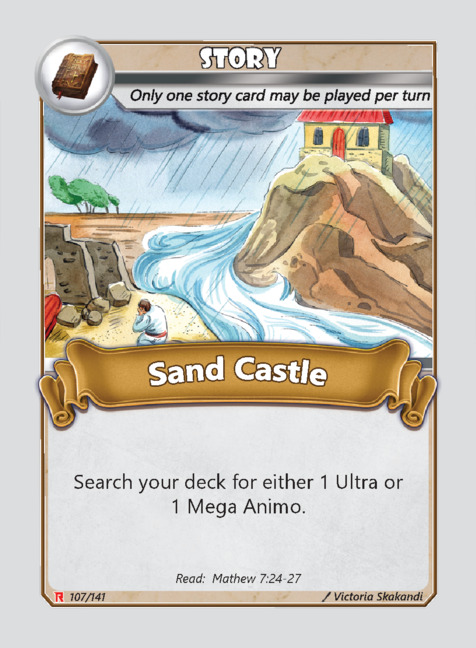 STORY
Only one story card may be played per turn
Sand Castle
Search your deck for either 1 Ultra or
1 Mega Animo.
Read: Mathew 7:24-27
R 107/141
Victoria Skakandi